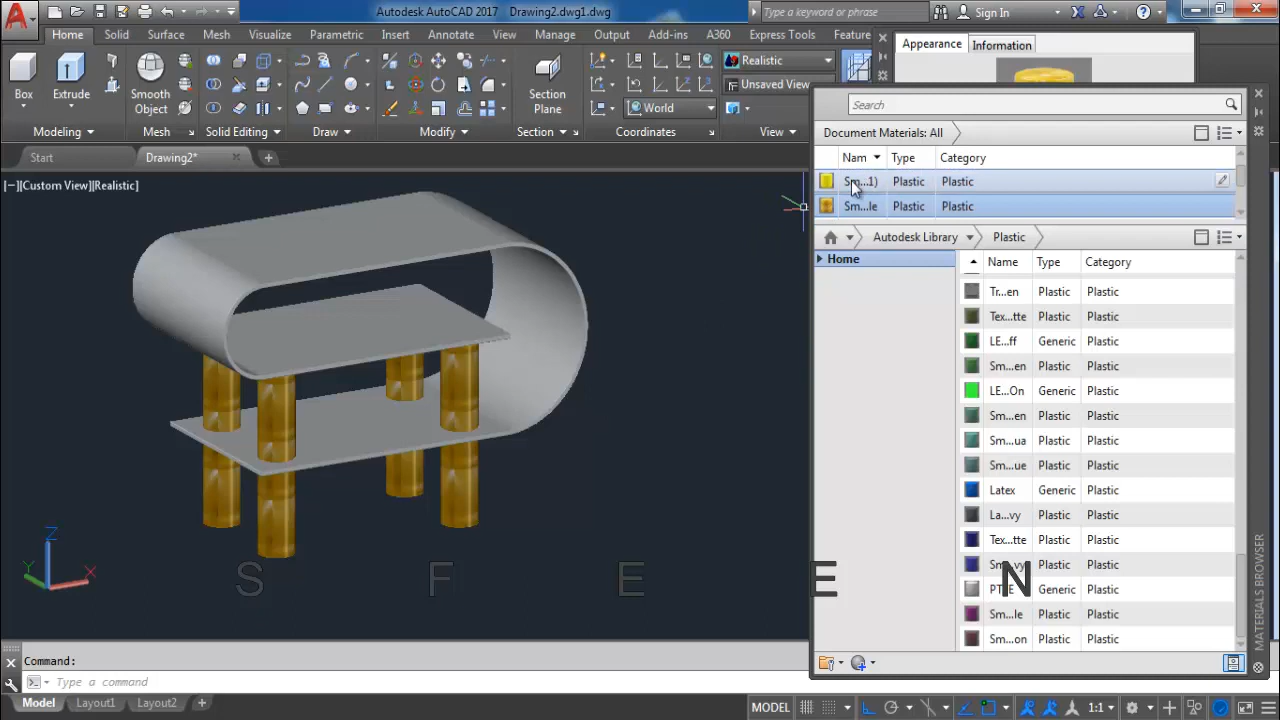 Autodesk AutoCAD 2017 Drawing2.dwg1.dwg
Type a keyword or phrase
Sign In
Home Solid Surface Mesh Visualize Parametric Insert Annotate View Manage Output Add-ins A360 Express Tools Feature
Appearance Information
Realistic
Unsaved View
Box Extrude Smooth Object Section Plane World
Modeling Mesh Solid Editing Draw Modify Section Coordinates View
Search
Document Materials: All
Start Drawing2*
Nam Type Category
[−][Custom View][Realistic]
Sm...1) Plastic Plastic
Sm...le Plastic Plastic
Autodesk Library Plastic
Home
Name Type Category
Tr...en Plastic Plastic
Tex...tte Plastic Plastic
LE...ff Generic Plastic
Sm...en Plastic Plastic
LE...On Generic Plastic
Sm...en Plastic Plastic
Sm...ua Plastic Plastic
Sm...ue Plastic Plastic
Latex Generic Plastic
La...vy Plastic Plastic
Tex...tte Plastic Plastic
Sm...vy Plastic Plastic
Generic Plastic
Sm...le Plastic Plastic
Sm...on Plastic Plastic
Z
Y X
S F E E N
MATERIALS BROWSER
Command:
Type a command
Model Layout1 Layout2 +
MODEL 1:1